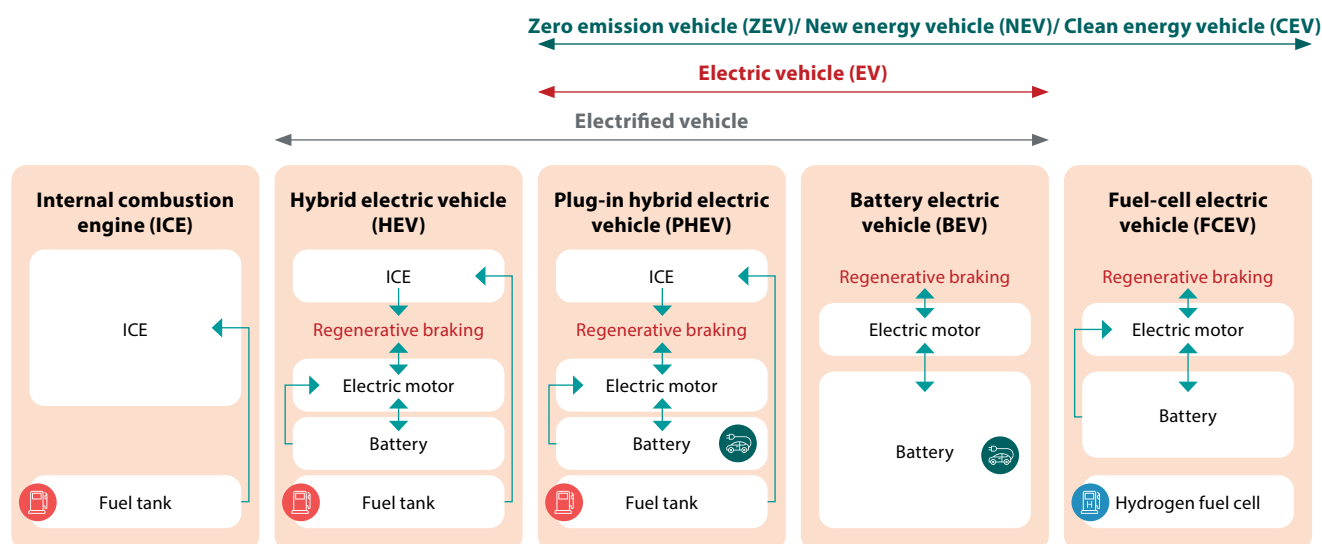 Zero emission vehicle (ZEV)/ New energy vehicle (NEV)/ Clean energy vehicle (CEV)
Electric vehicle (EV)
Electrified vehicle
Internal combustion
engine (ICE)
ICE
Fuel tank
Hybrid electric vehicle
(HEV)
ICE
Regenerative braking
Electric motor
Battery
Fuel tank
Plug-in hybrid electric
vehicle (PHEV)
ICE
Regenerative braking
Electric motor
Battery
Fuel tank
Battery electric
vehicle (BEV)
Regenerative braking
Electric motor
Battery
Fuel-cell electric
vehicle (FCEV)
Regenerative braking
Electric motor
Battery
H
Hydrogen fuel cell